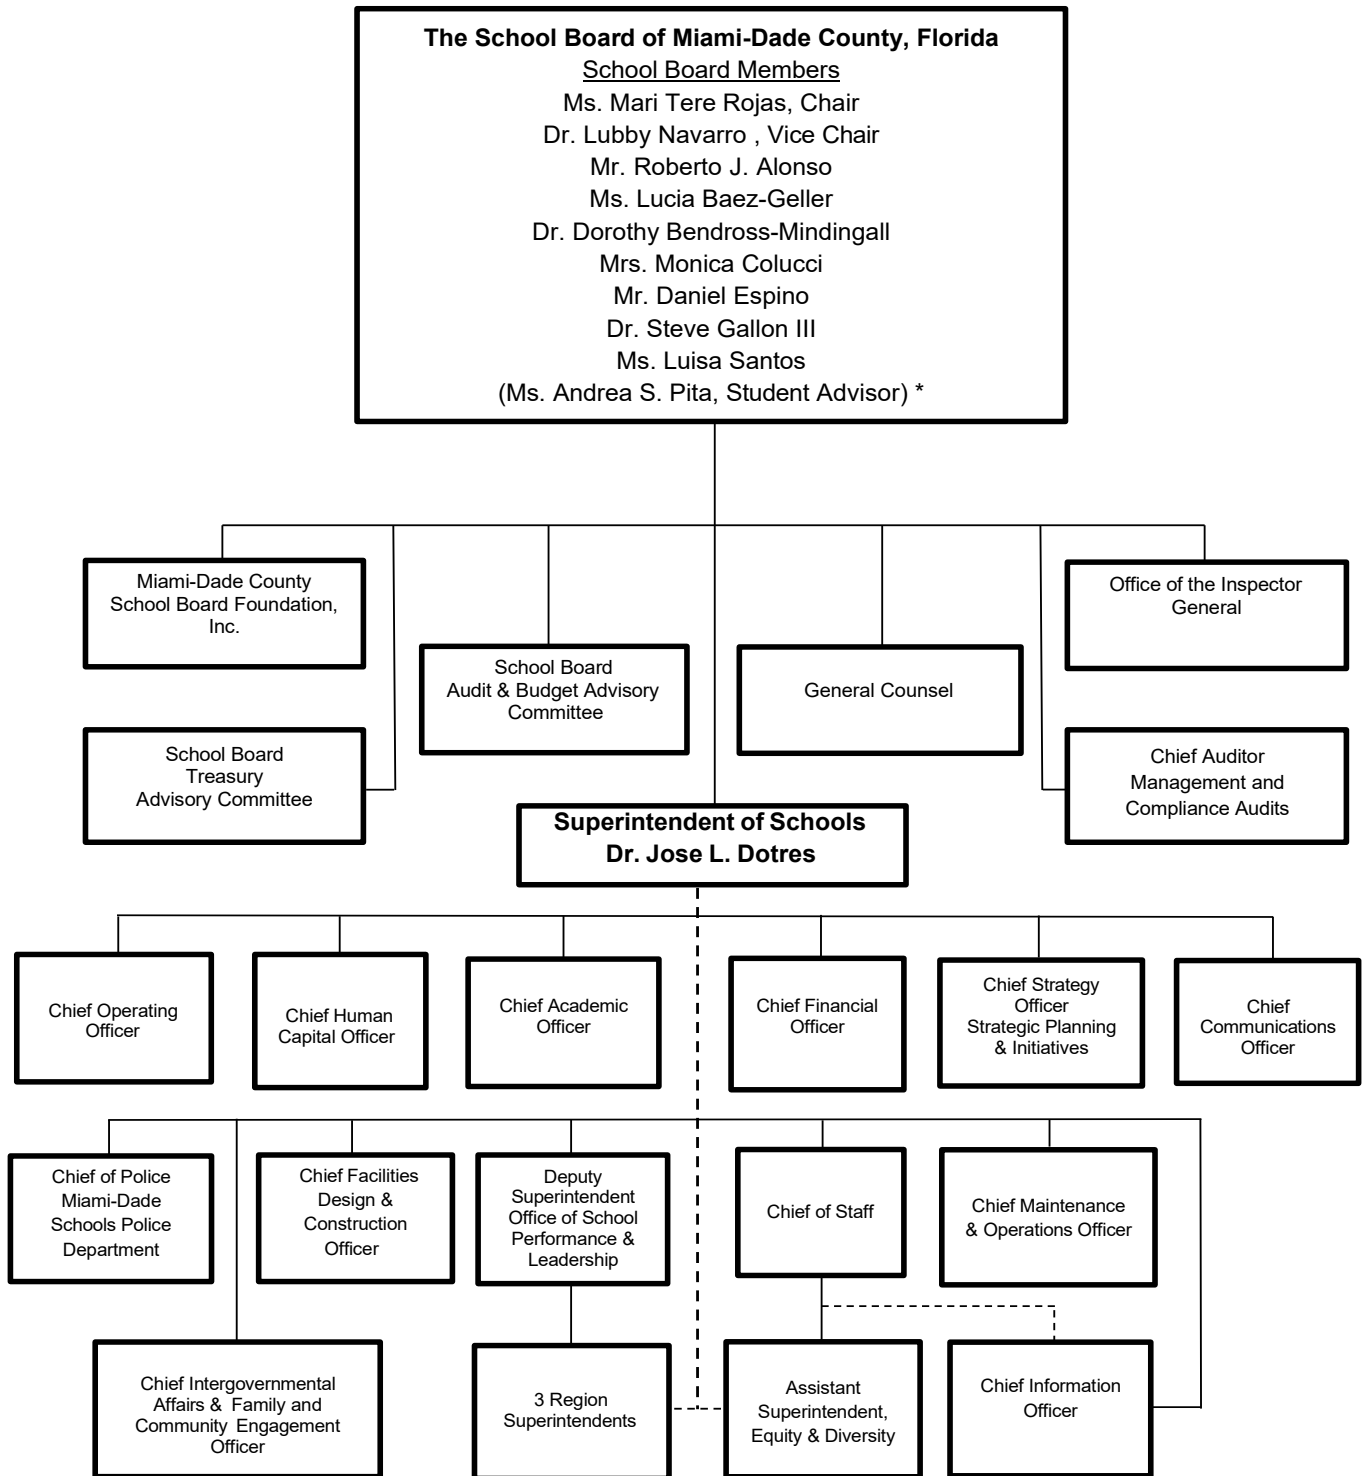 The School Board of Miami-Dade County, Florida
School Board Members
Ms. Mari Tere Rojas, Chair
Dr. Lubby Navarro , Vice Chair
Mr. Roberto J. Alonso
Ms. Lucia Baez-Geller
Dr. Dorothy Bendross-Mindingall
Mrs. Monica Colucci
Mr. Daniel Espino
Dr. Steve Gallon III
Ms. Luisa Santos
(Ms. Andrea S. Pita, Student Advisor) *
Miami-Dade County
School Board Foundation,
Inc.
School Board
Audit & Budget Advisory
Committee
General Counsel
Office of the Inspector
General
School Board
Treasury
Advisory Committee
Chief Auditor
Management and
Compliance Audits
Superintendent of Schools
Dr. Jose L. Dotres
Chief Operating
Officer
Chief Human
Capital Officer
Chief Academic
Officer
Chief Financial
Officer
Chief Strategy
Officer
Strategic Planning
& Initiatives
Chief
Communications
Officer
Chief of Police
Miami-Dade
Schools Police
Department
Chief Facilities
Design &
Construction
Officer
Deputy
Superintendent
Office of School
Performance &
Leadership
Chief of Staff
Chief Maintenance
& Operations Officer
Chief Intergovernmental
Affairs & Family and
Community Engagement
Officer
3 Region
Superintendents
Assistant
Superintendent,
Equity & Diversity
Chief Information
Officer